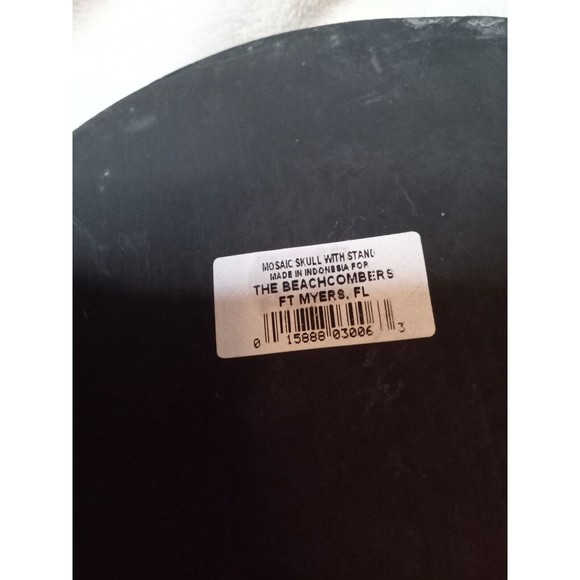 MOSAIC SKULL WITH STAND
MADE IN INDONESIA FOR
THE BEACHCOMBERS
FT MYERS, FL
0 15888 03006 3